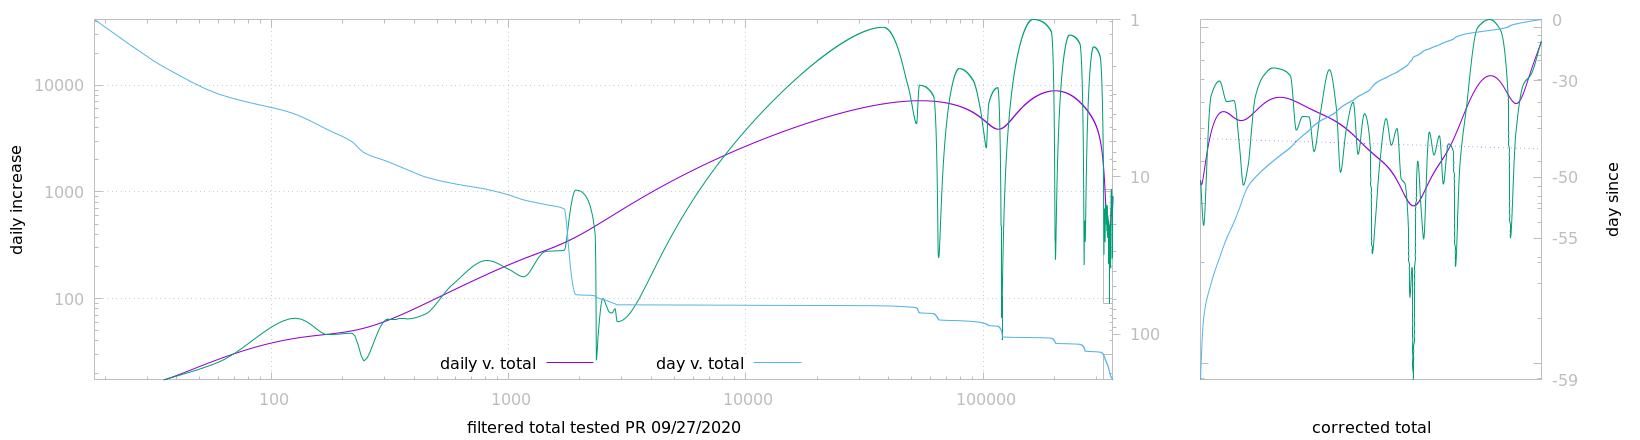 daily increase
10000
1000
100
100
1000
10000
100000
1
10
100
daily v. total
day v. total
filtered total tested PR 09/27/2020
0
-30
-50
-55
-59
day since
corrected total